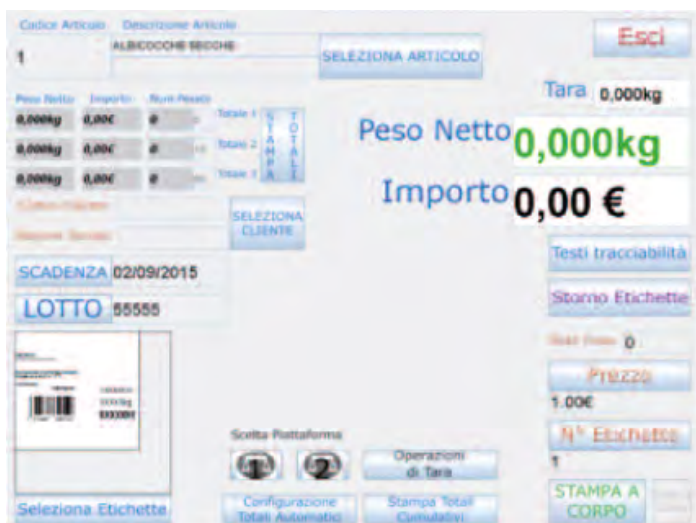 Codice Articolo Descrizione Articolo
Esci
1
ALBICOCCHE SECCHE
SELEZIONA ARTICOLO
Tara 0,000kg
Peso Netto Importo Num Pesate
0,000kg 0,00€ 0 Totale 1
0,000kg 0,00€ 0 Totale 2
0,000kg 0,00€ 0 Totale 3
STAMPA TOTALI
Peso Netto 0,000kg
Importo 0,00 €
SELEZIONA
CLIENTE
Testi tracciabilità
SCADENZA 02/09/2015
Storno Etichette
LOTTO 55555
0
Prezzo
1.00€
Scelta Piattaforma
N° Etichette
1 2
Operazioni
di Tara
1
Seleziona Etichette
Configurazione
Totali Automatici
Stampa Totali
Cumulativi
STAMPA A
CORPO